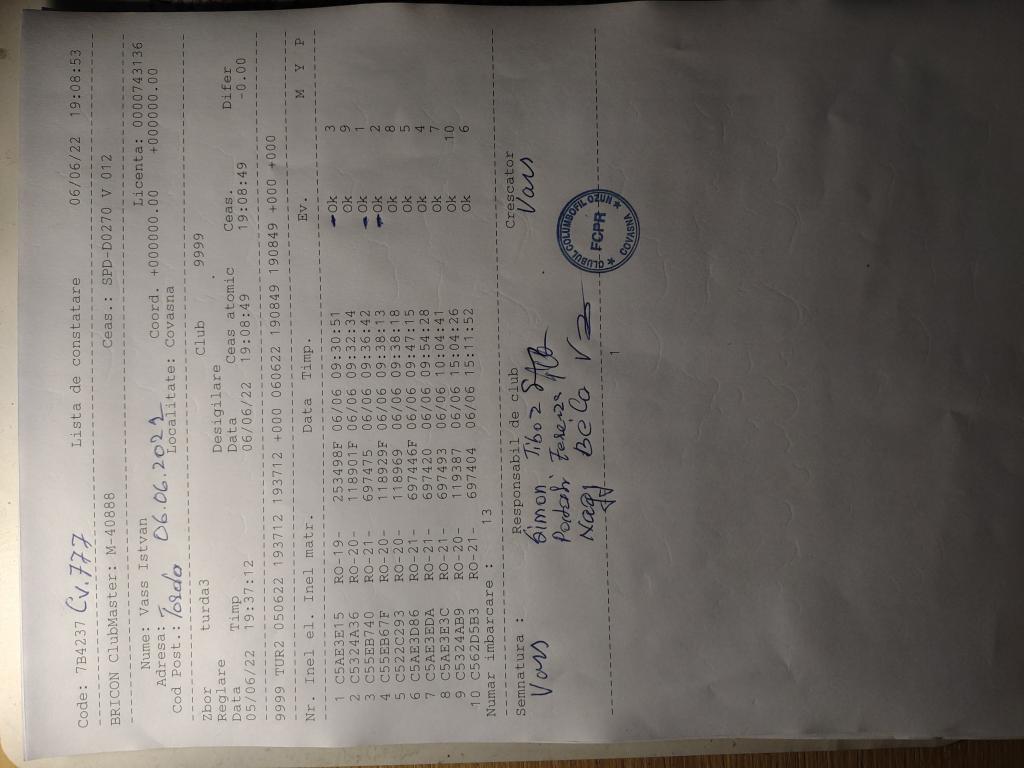 Code: 7B4237 CV.777 Lista de constatare 06/06/22 19:08:53
BRICON ClubMaster: M-40888 Ceas.: SPD-D0270 V 012
Nume: Vass Istvan Licenta: 0000743136
Adresa: Coord. +000000.00 +0000000.00
Cod Post.: 06.06.2022 Localitate: Covasna
Zbor turda3 Club 9999
Reglare Desigilare
Data Timp Data Ceas atomic Ceas. Difer
05/06/22 19:37:12 06/06/22 19:08:49 19:08:49 -0.00
9999 TUR2 050622 193712 193712 +000 060622 190849 190849 +000 +000
Nr. Inel el. Inel matr. Data Timp. Ev. M Y P
1 C5AE3E15 RO-19- 253498F 06/06 09:30:51 Ok 3
2 C5324A36 RO-20- 118901F 06/06 09:32:34 Ok 9
3 C55EB740 RO-21- 697475 06/06 09:36:42 Ok 1
4 C55EB67F RO-20- 118929F 06/06 09:38:13 Ok 2
5 C522C293 RO-20- 118969 06/06 09:38:18 Ok 8
6 C5AE3D86 RO-21- 697446F 06/06 09:47:15 Ok 5
7 C5AE3EDA RO-21- 697420 06/06 09:54:28 Ok 4
8 C5AE3E3C RO-21- 697493 06/06 10:04:41 Ok 7
9 C5324AB9 RO-20- 119387 06/06 15:04:26 Ok 10
10 C562D5B3 RO-21- 697404 06/06 15:11:52 Ok 6
Numar imbarcare : 13
Semnatura : Responsabil de club Crescator
Vass Simon Tiboz Vass
Nagy Bela
CLUBUL COLUMBOFIL OZUN
FCPR
COVASNA
1